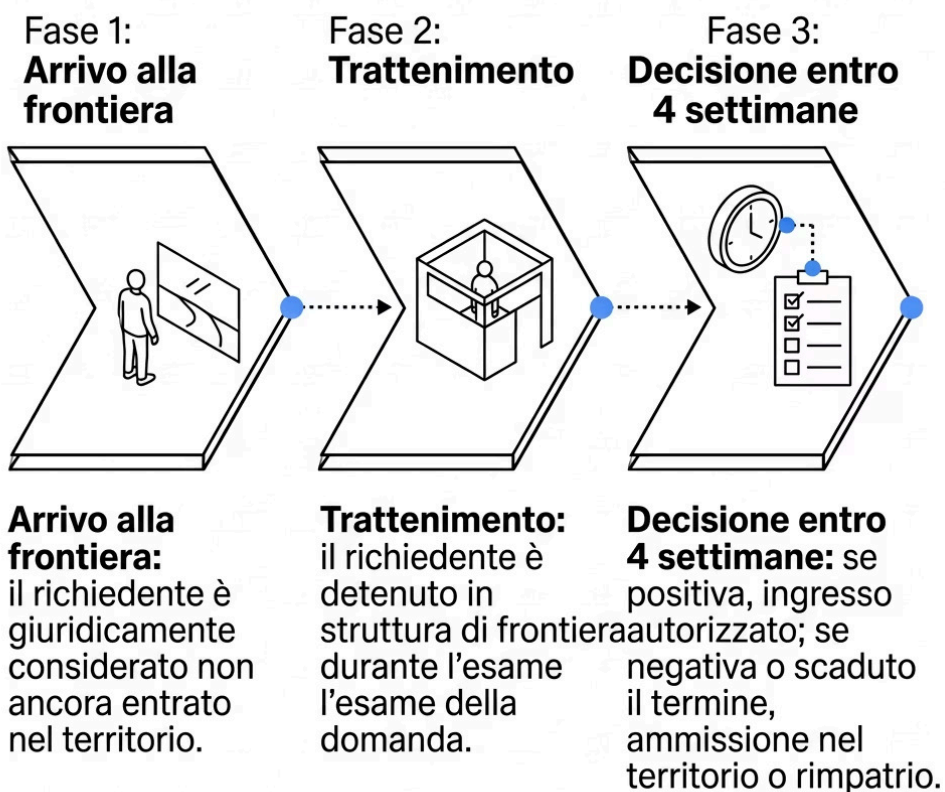 Fase 1:
Arrivo alla
frontiera
Fase 2:
Trattenimento
Fase 3:
Decisione entro
4 settimane
Arrivo alla
frontiera:
il richiedente è
giuridicamente
considerato non
ancora entrato
nel territorio.
Trattenimento:
il richiedente è
detenuto in
struttura di frontiera
durante l'esame
l'esame della
domanda.
Decisione entro
4 settimane: se
positiva, ingresso
autorizzato; se
negativa o scaduto
il termine,
ammissione nel
territorio o rimpatrio.